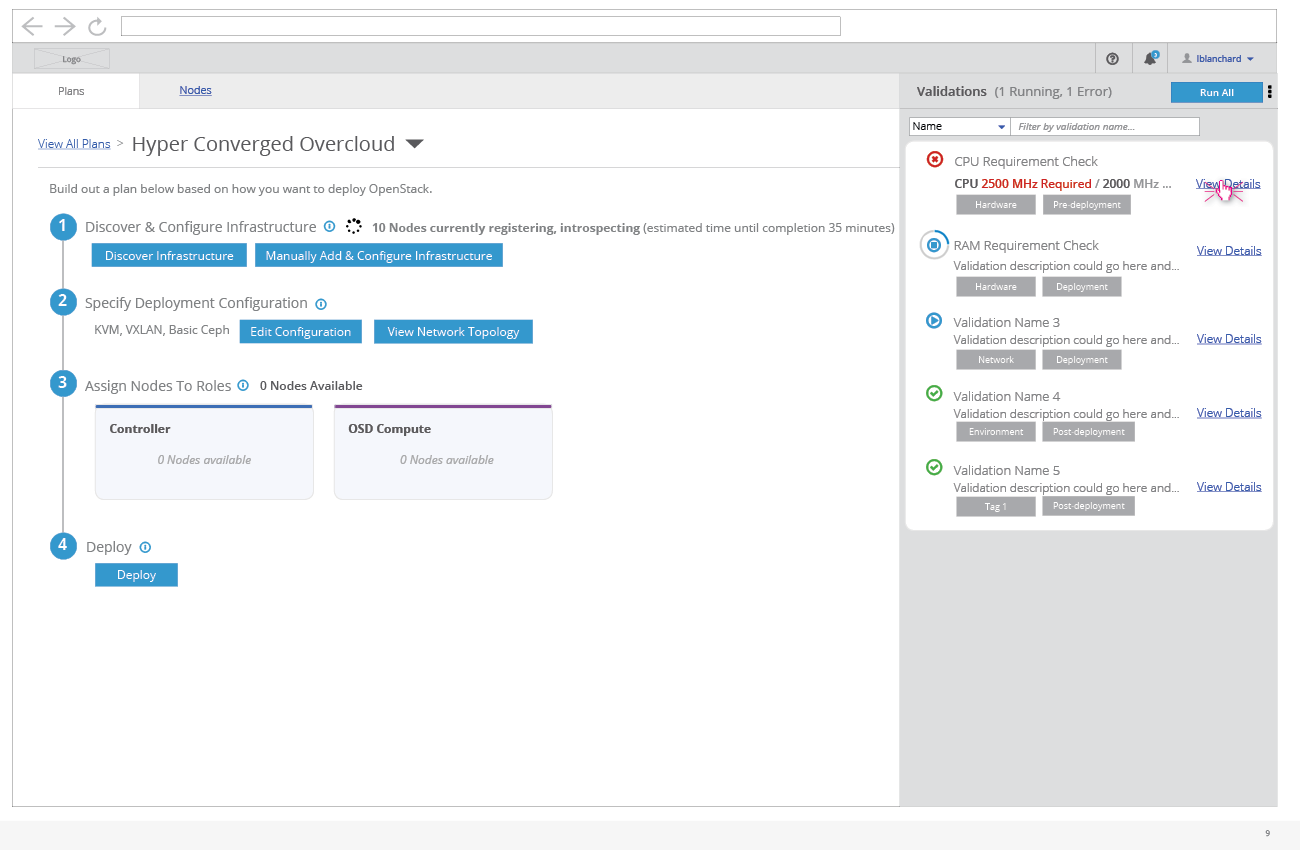 Logo
3
lblanchard
Plans
Nodes
Validations (1 Running, 1 Error)
Run All
View All Plans > Hyper Converged Overcloud
Name
Filter by validation name...
Build out a plan below based on how you want to deploy OpenStack.
1 Discover & Configure Infrastructure 10 Nodes currently registering, introspecting (estimated time until completion 35 minutes)
Discover Infrastructure
Manually Add & Configure Infrastructure
2 Specify Deployment Configuration
KVM, VXLAN, Basic Ceph
Edit Configuration
View Network Topology
3 Assign Nodes To Roles 0 Nodes Available
Controller
0 Nodes available
OSD Compute
0 Nodes available
4 Deploy
Deploy
CPU Requirement Check
CPU 2500 MHz Required / 2000 MHz ...
View Details
Hardware
Pre-deployment
RAM Requirement Check
View Details
Validation description could go here and...
Hardware
Deployment
Validation Name 3
Validation description could go here and...
View Details
Network
Deployment
Validation Name 4
Validation description could go here and...
View Details
Environment
Post-deployment
Validation Name 5
Validation description could go here and...
View Details
Tag 1
Post-deployment
9